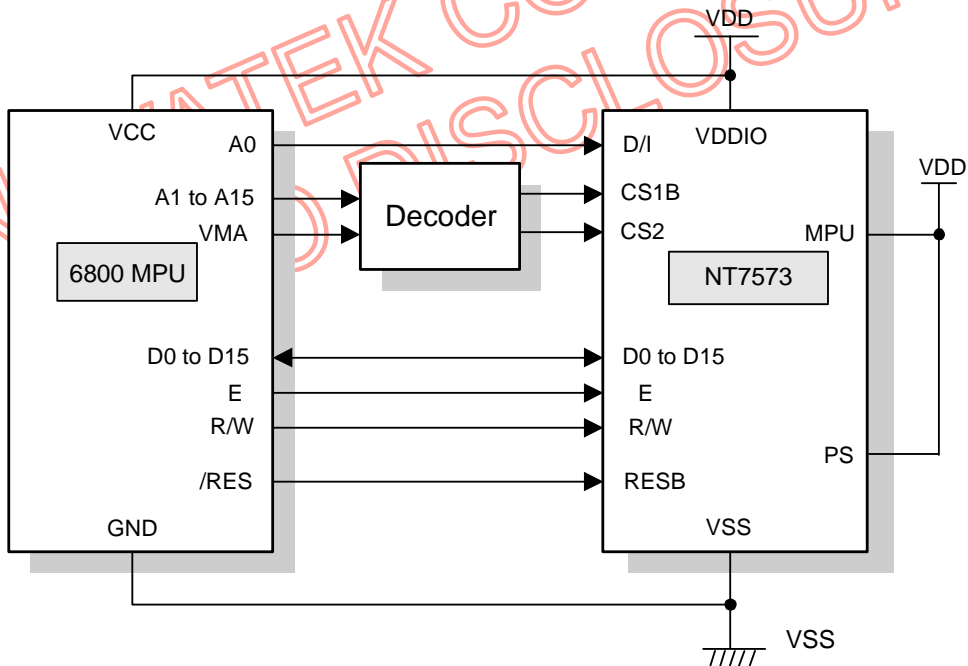 VDD
VCC
VDDIO
A0
D/I
A1 to A15
CS1B
VDD
VMA
Decoder
CS2
MPU
6800 MPU
NT7573
D0 to D15
D0 to D15
E
E
R/W
R/W
PS
/RES
RESB
GND
VSS
VSS